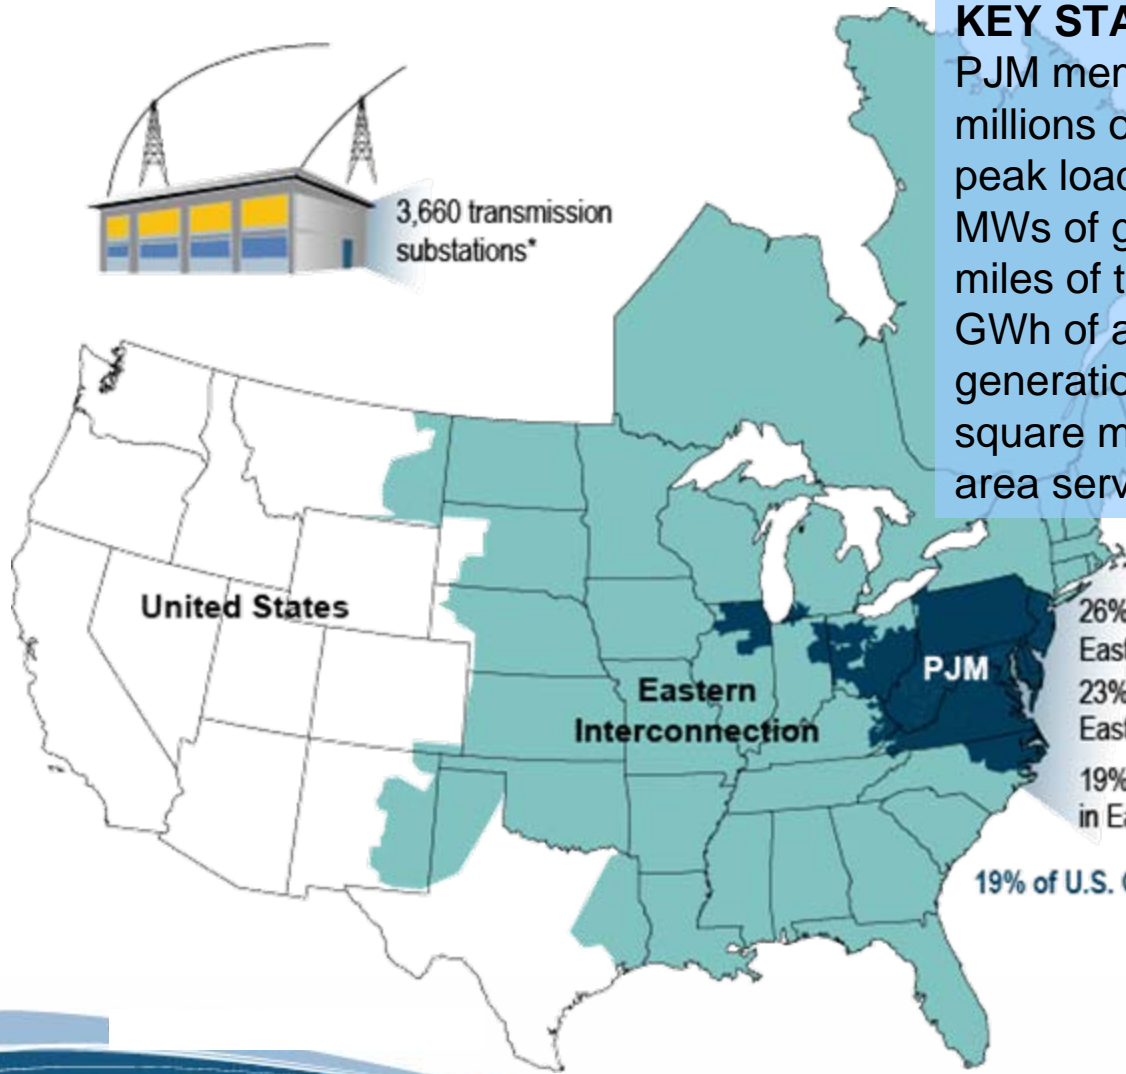 KEY STA
PJM men
millions o
peak load
MWs of g
miles of t
GWh of a
generatio
square m
area serv
3,660 transmission
substations*
United States
Eastern
Interconnection
PJM
26%
East
23%
East
19%
in Ea
19% of U.S.